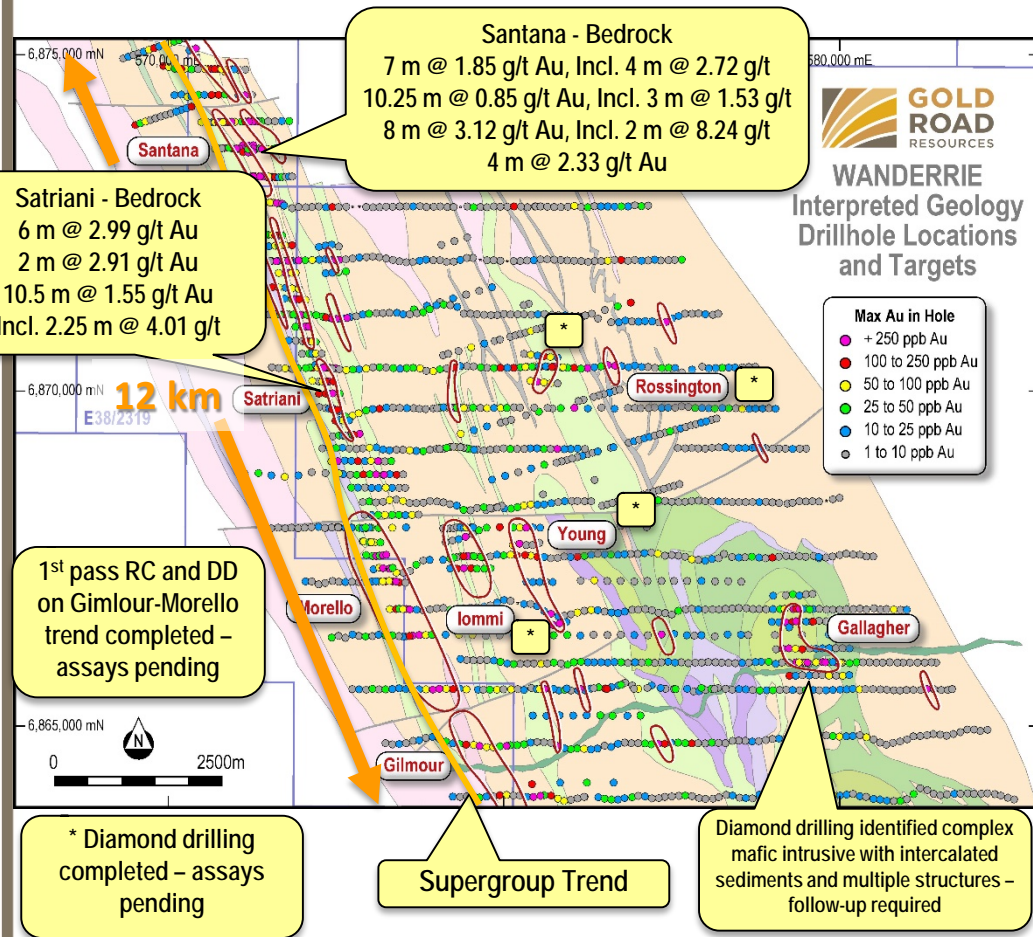 Santana - Bedrock
7 m @ 1.85 g/t Au, Incl. 4 m @ 2.72 g/t
10.25 m @ 0.85 g/t Au, Incl. 3 m @ 1.53 g/t
8 m @ 3.12 g/t Au, Incl. 2 m @ 8.24 g/t
4 m @ 2.33 g/t Au
6,875,000 mN
570,0
580,000 mE
GOLD
ROAD
RESOURCES
WANDERRIE
Interpreted Geology
Drillhole Locations
and Targets
Santana
Satriani - Bedrock
6 m @ 2.99 g/t Au
2 m @ 2.91 g/t Au
10.5 m @ 1.55 g/t Au
Incl. 2.25 m @ 4.01 g/t
Max Au in Hole
+ 250 ppb Au
100 to 250 ppb Au
50 to 100 ppb Au
25 to 50 ppb Au
10 to 25 ppb Au
1 to 10 ppb Au
*
Rossington
*
6,870,000 mN
12 km
E38/2319
Satriani
*
Young
1st pass RC and DD
on Gimlour-Morello
trend completed –
assays pending
Morello
Iommi
*
Gallagher
6,865,000 mN
N
0
2500m
Gilmour
* Diamond drilling
completed – assays
pending
Supergroup Trend
Diamond drilling identified complex
mafic intrusive with intercalated
sediments and multiple structures –
follow-up required